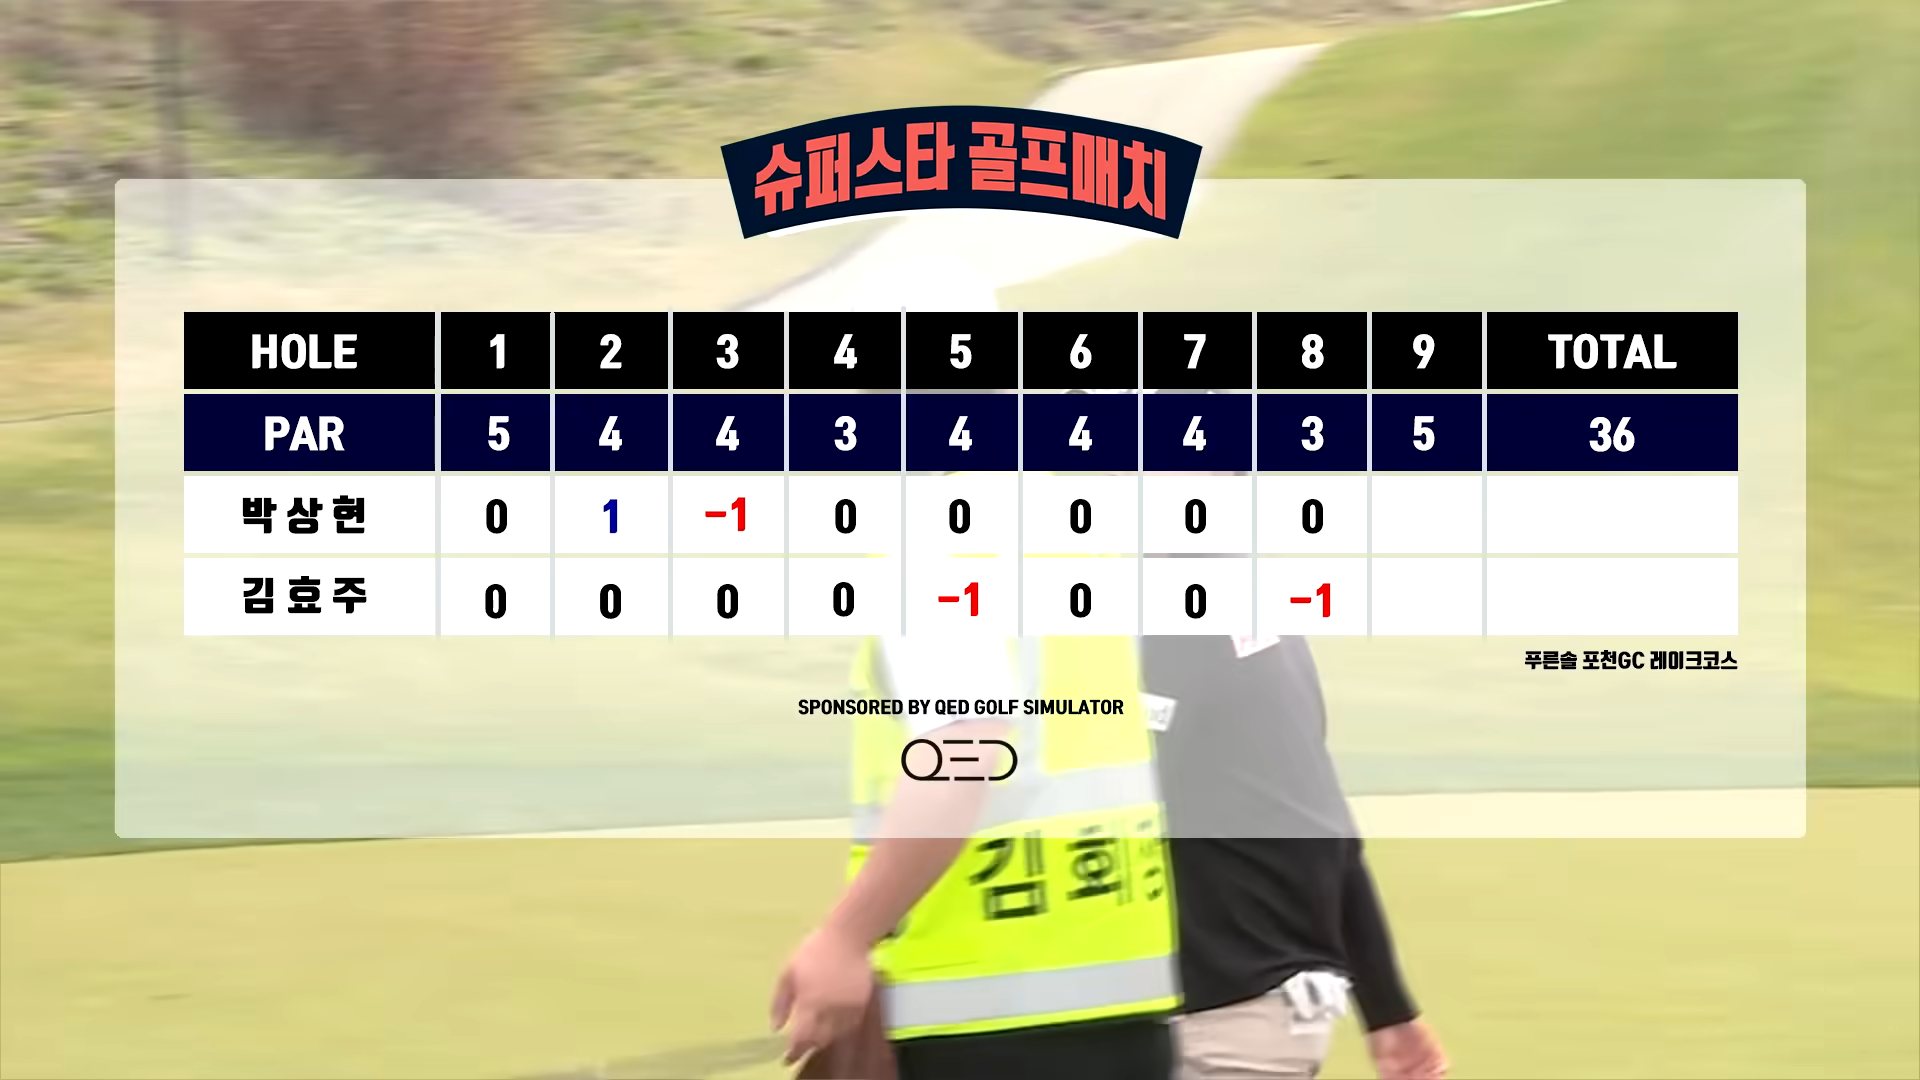 슈퍼스타 골프매치
HOLE 1 2 3 4 5 6 7 8 9 TOTAL
PAR 5 4 4 3 4 4 4 3 5 36
박상현 0 1 -1 0 0 0 0 0
김효주 0 0 0 0 -1 0 0 -1
푸른솔 포천GC 레이크코스
SPONSORED BY QED GOLF SIMULATOR
QED
김희